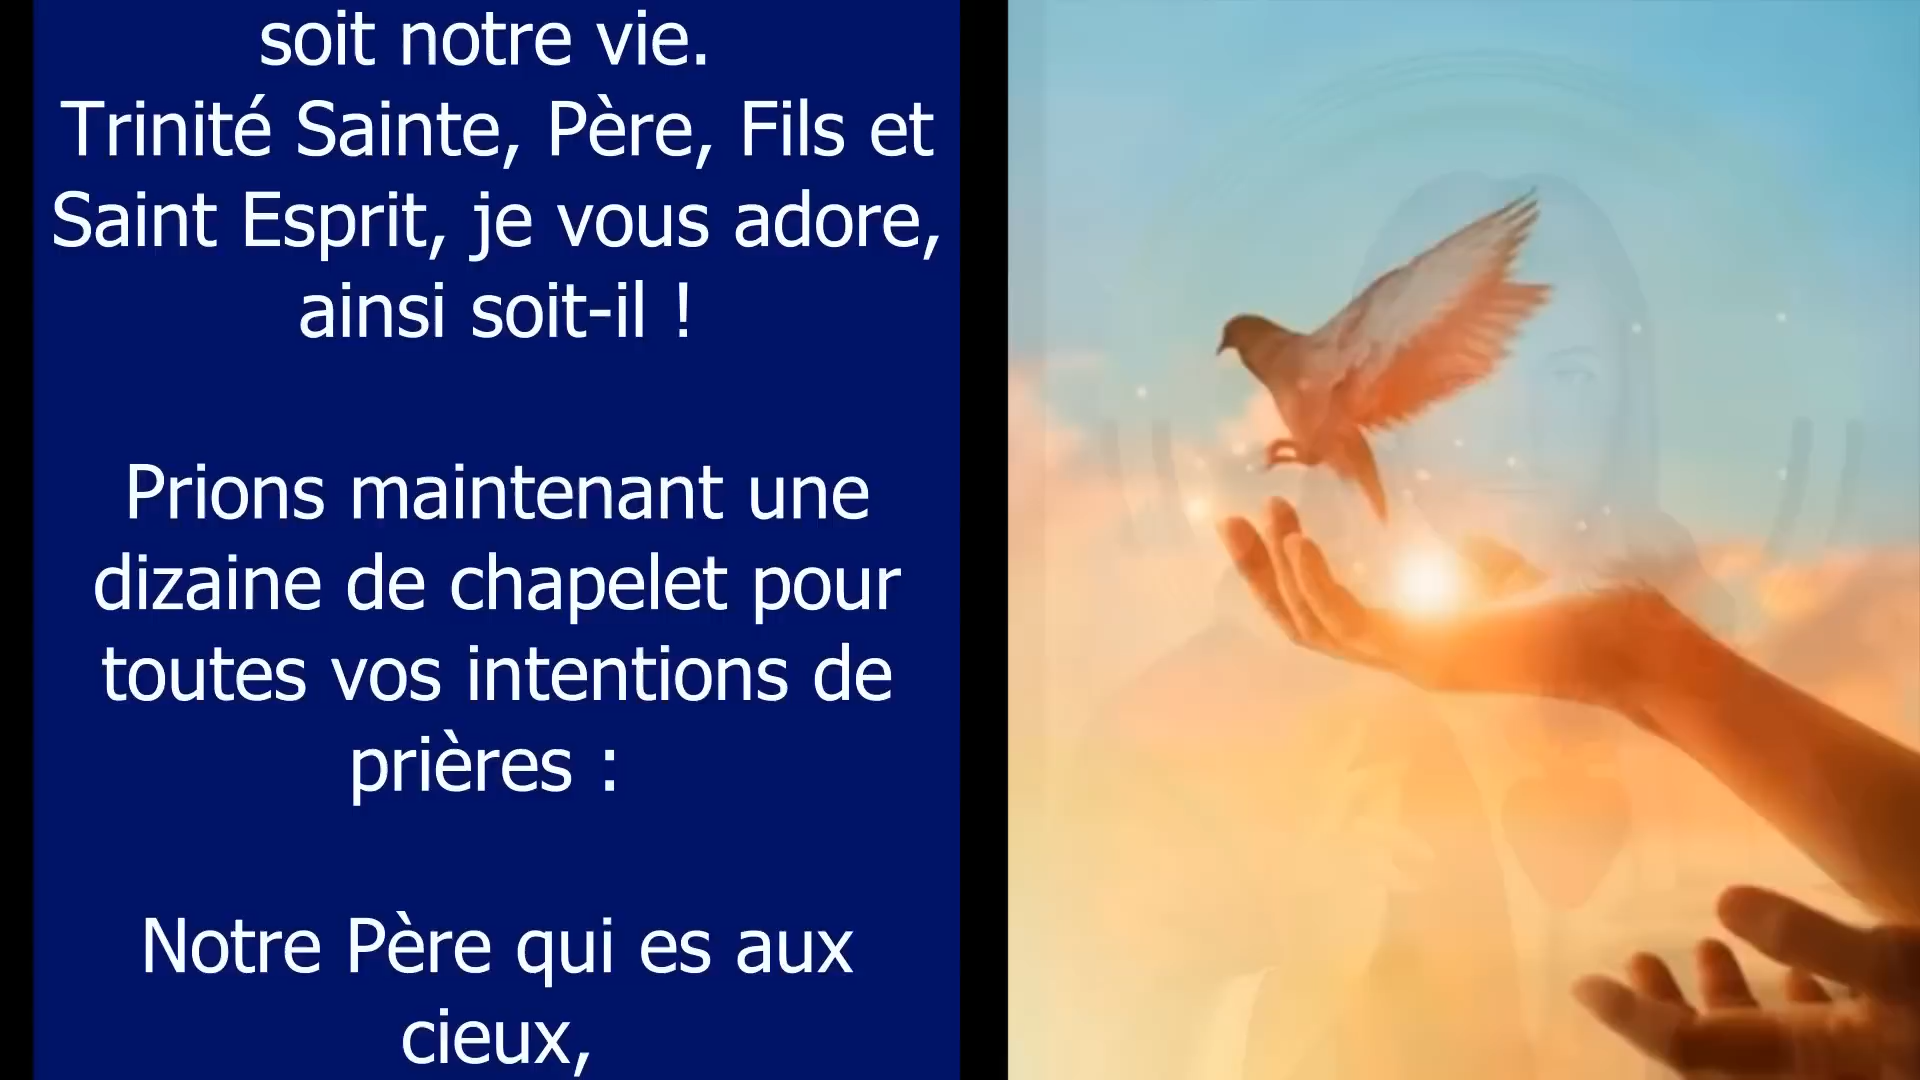 soit notre vie.
Trinité Sainte, Père, Fils et
Saint Esprit, je vous adore,
ainsi soit-il !
Prions maintenant une
dizaine de chapelet pour
toutes vos intentions de
prières :
Notre Père qui es aux
cieux,